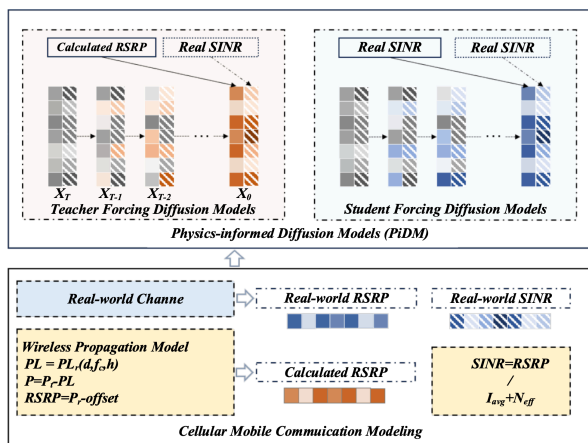 Calculated RSRP
Real SINR
Real SINR
Real SINR
X_T
X_T-1
X_T-2
X_0
Teacher Forcing Diffusion Models
Student Forcing Diffusion Models
Physics-informed Diffusion Models (PiDM)
Real-world Channe
Real-world RSRP
Real-world SINR
Wireless Propagation Model
PL = PL_r(d,f_c,h)
P=P_t-PL
RSRP=P_r-offset
Calculated RSRP
SINR=RSRP
/
I_avg+N_eff
Cellular Mobile Commuication Modeling